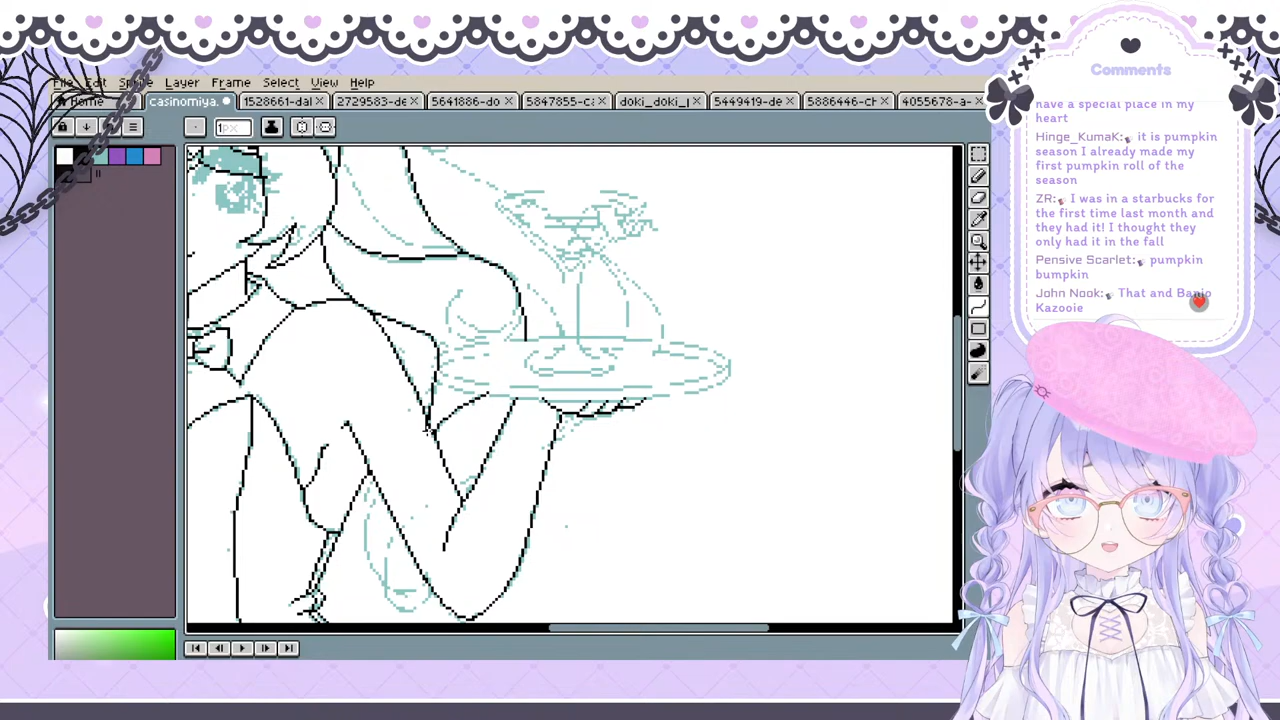 File Edit Sprite Layer Frame Select View Help
Home casinomiya. 1528661-dal 2729583-de 5641886-do 5847855-c doki_doki_ 5449419-de 5886446-ch 4055678-a-
1px
Comments
have a special place in my
heart
Hinge_KumaK: it is pumpkin
season I already made my
first pumpkin roll of the
season
ZR: I was in a starbucks for
the first time last month and
they had it! I thought they
only had it in the fall
Pensive Scarlet: pumpkin
bumpkin
John Nook: That and Banjo
Kazooie